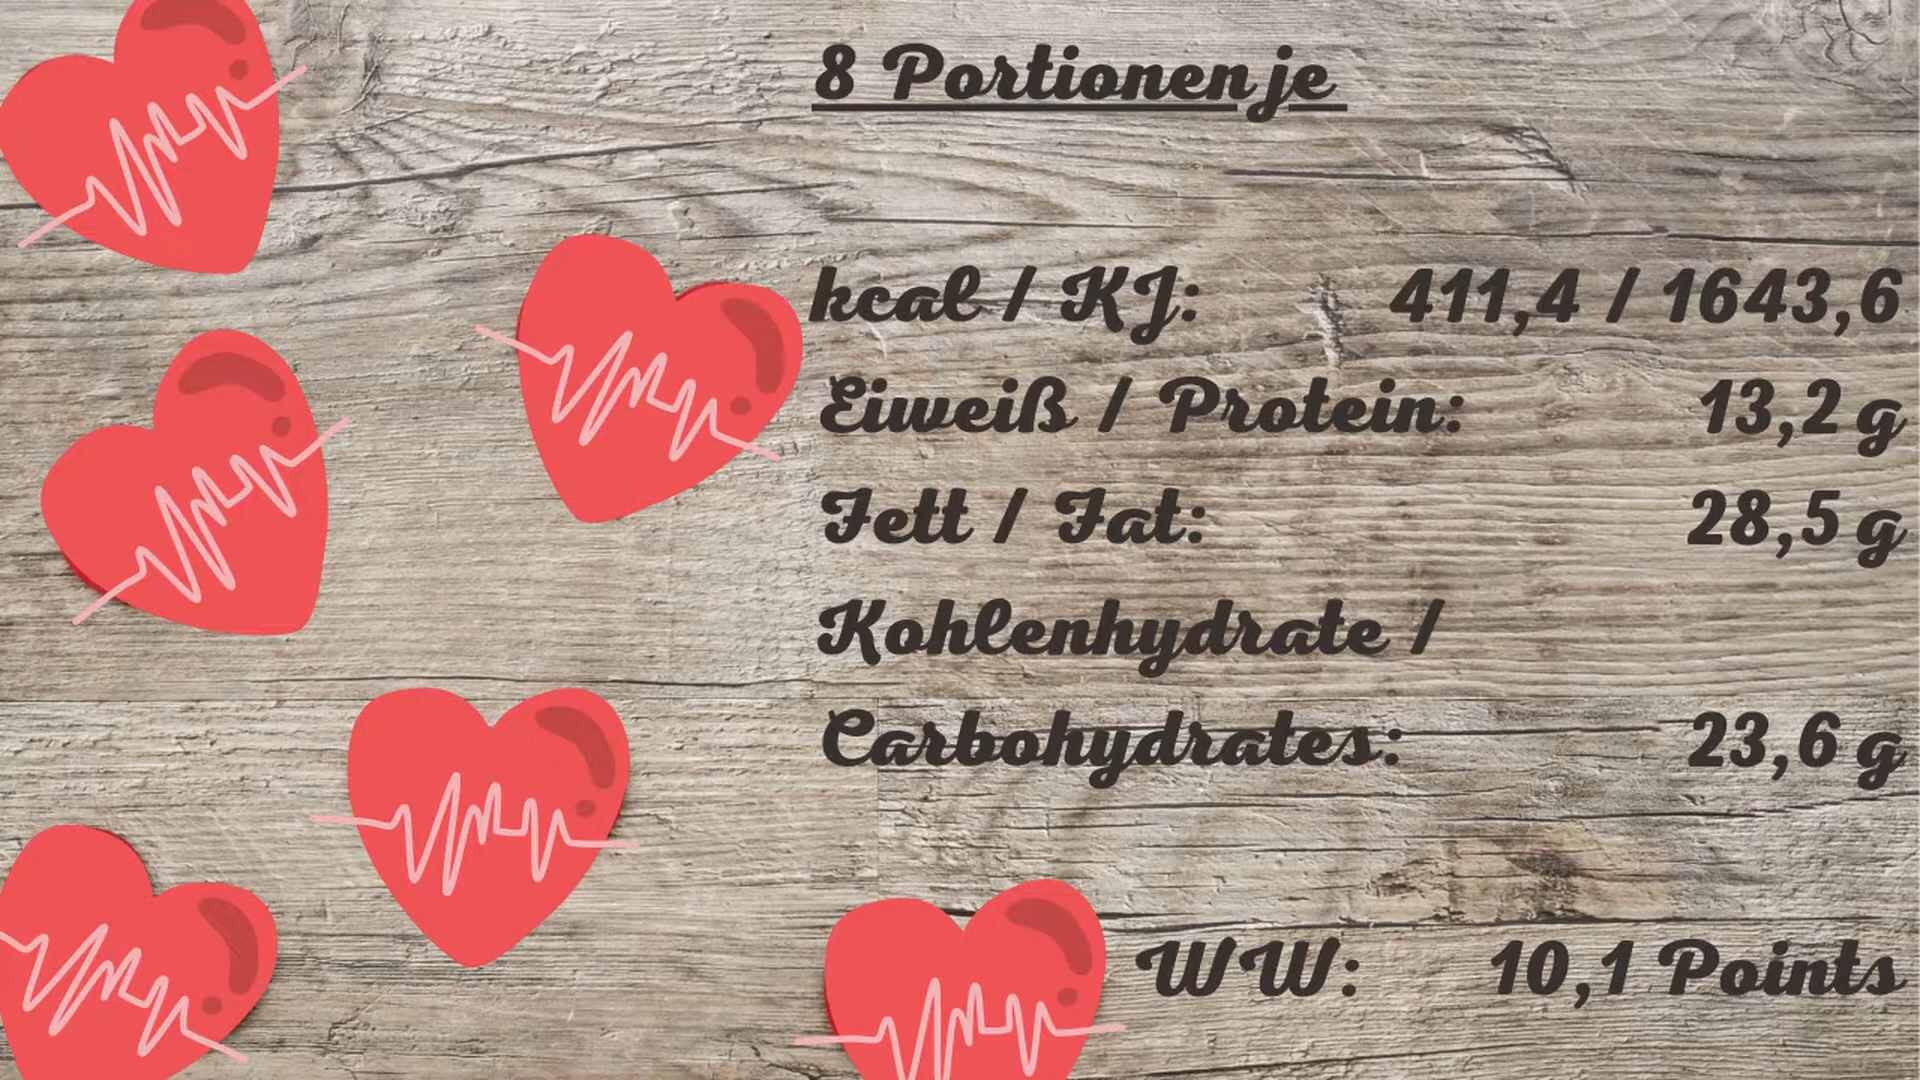 8 Portionen je
kcal / KJ: 411,4 / 1643,6
Eiweiß / Protein: 13,2 g
Fett / Fat: 28,5 g
Kohlenhydrate /
Carbohydrates: 23,6 g
WW: 10,1 Points